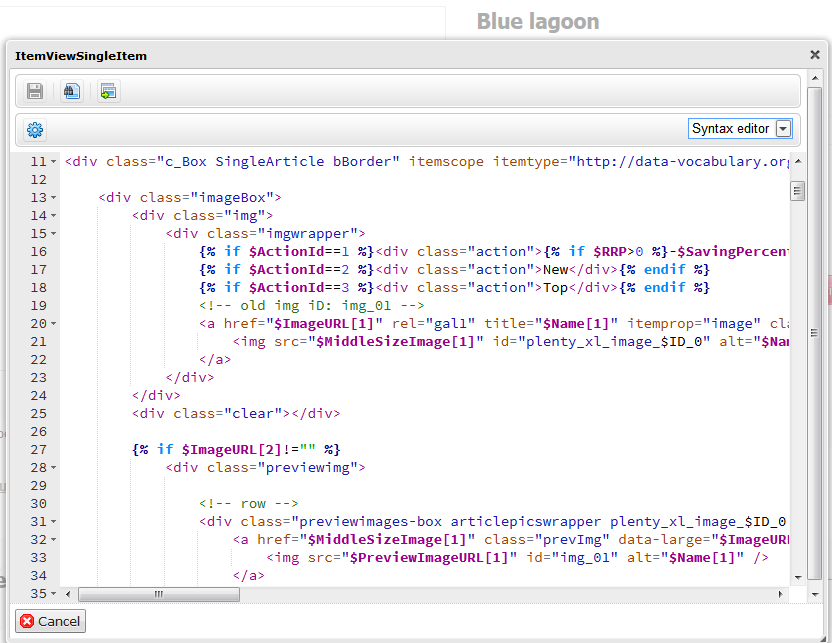 Blue lagoon
ItemViewSingleItem
Syntax editor
11 <div class="c_Box SingleArticle bBorder" itemscope itemtype="http://data-vocabulary.org
12
13 <div class="imageBox">
14 <div class="img">
15 <div class="imgwrapper">
16 {% if $ActionId==1 %}<div class="action">{% if $RRP>0 %}-$SavingPercent
17 {% if $ActionId==2 %}<div class="action">New</div>{% endif %}
18 {% if $ActionId==3 %}<div class="action">Top</div>{% endif %}
19 <!-- old img iD: img_01 -->
20 <a href="$ImageURL[1]" rel="gal1" title="$Name[1]" itemprop="image" cla
21 <img src="$MiddleSizeImage[1]" id="plenty_xl_image_$ID_0" alt="$Nam
22 </a>
23 </div>
24 </div>
25 <div class="clear"></div>
26
27 {% if $ImageURL[2]!="" %}
28 <div class="previewimg">
29
30 <!-- row -->
31 <div class="previewimages-box articlepicswrapper plenty_xl_image_$ID_0
32 <a href="$MiddleSizeImage[1]" class="prevImg" data-large="$ImageURL
33 <img src="$PreviewImageURL[1]" id="img_01" alt="$Name[1]" />
34 </a>
35
Cancel